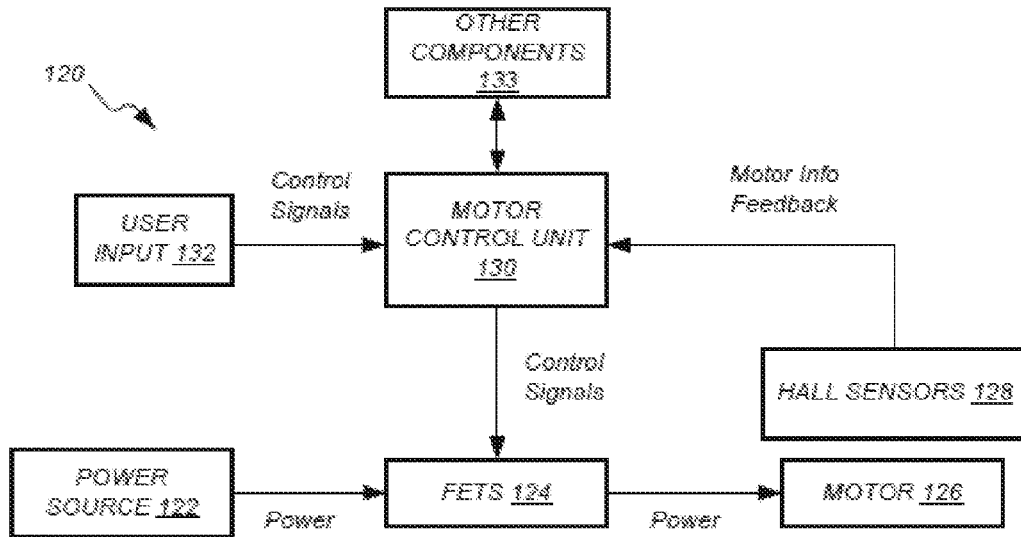 OTHER
COMPONENTS
133
120
Control
Signals
Motor Info
Feedback
USER
INPUT 132
MOTOR
CONTROL UNIT
130
Control
Signals
HALL SENSORS 128
POWER
SOURCE 122
Power
FETS 124
Power
MOTOR 126